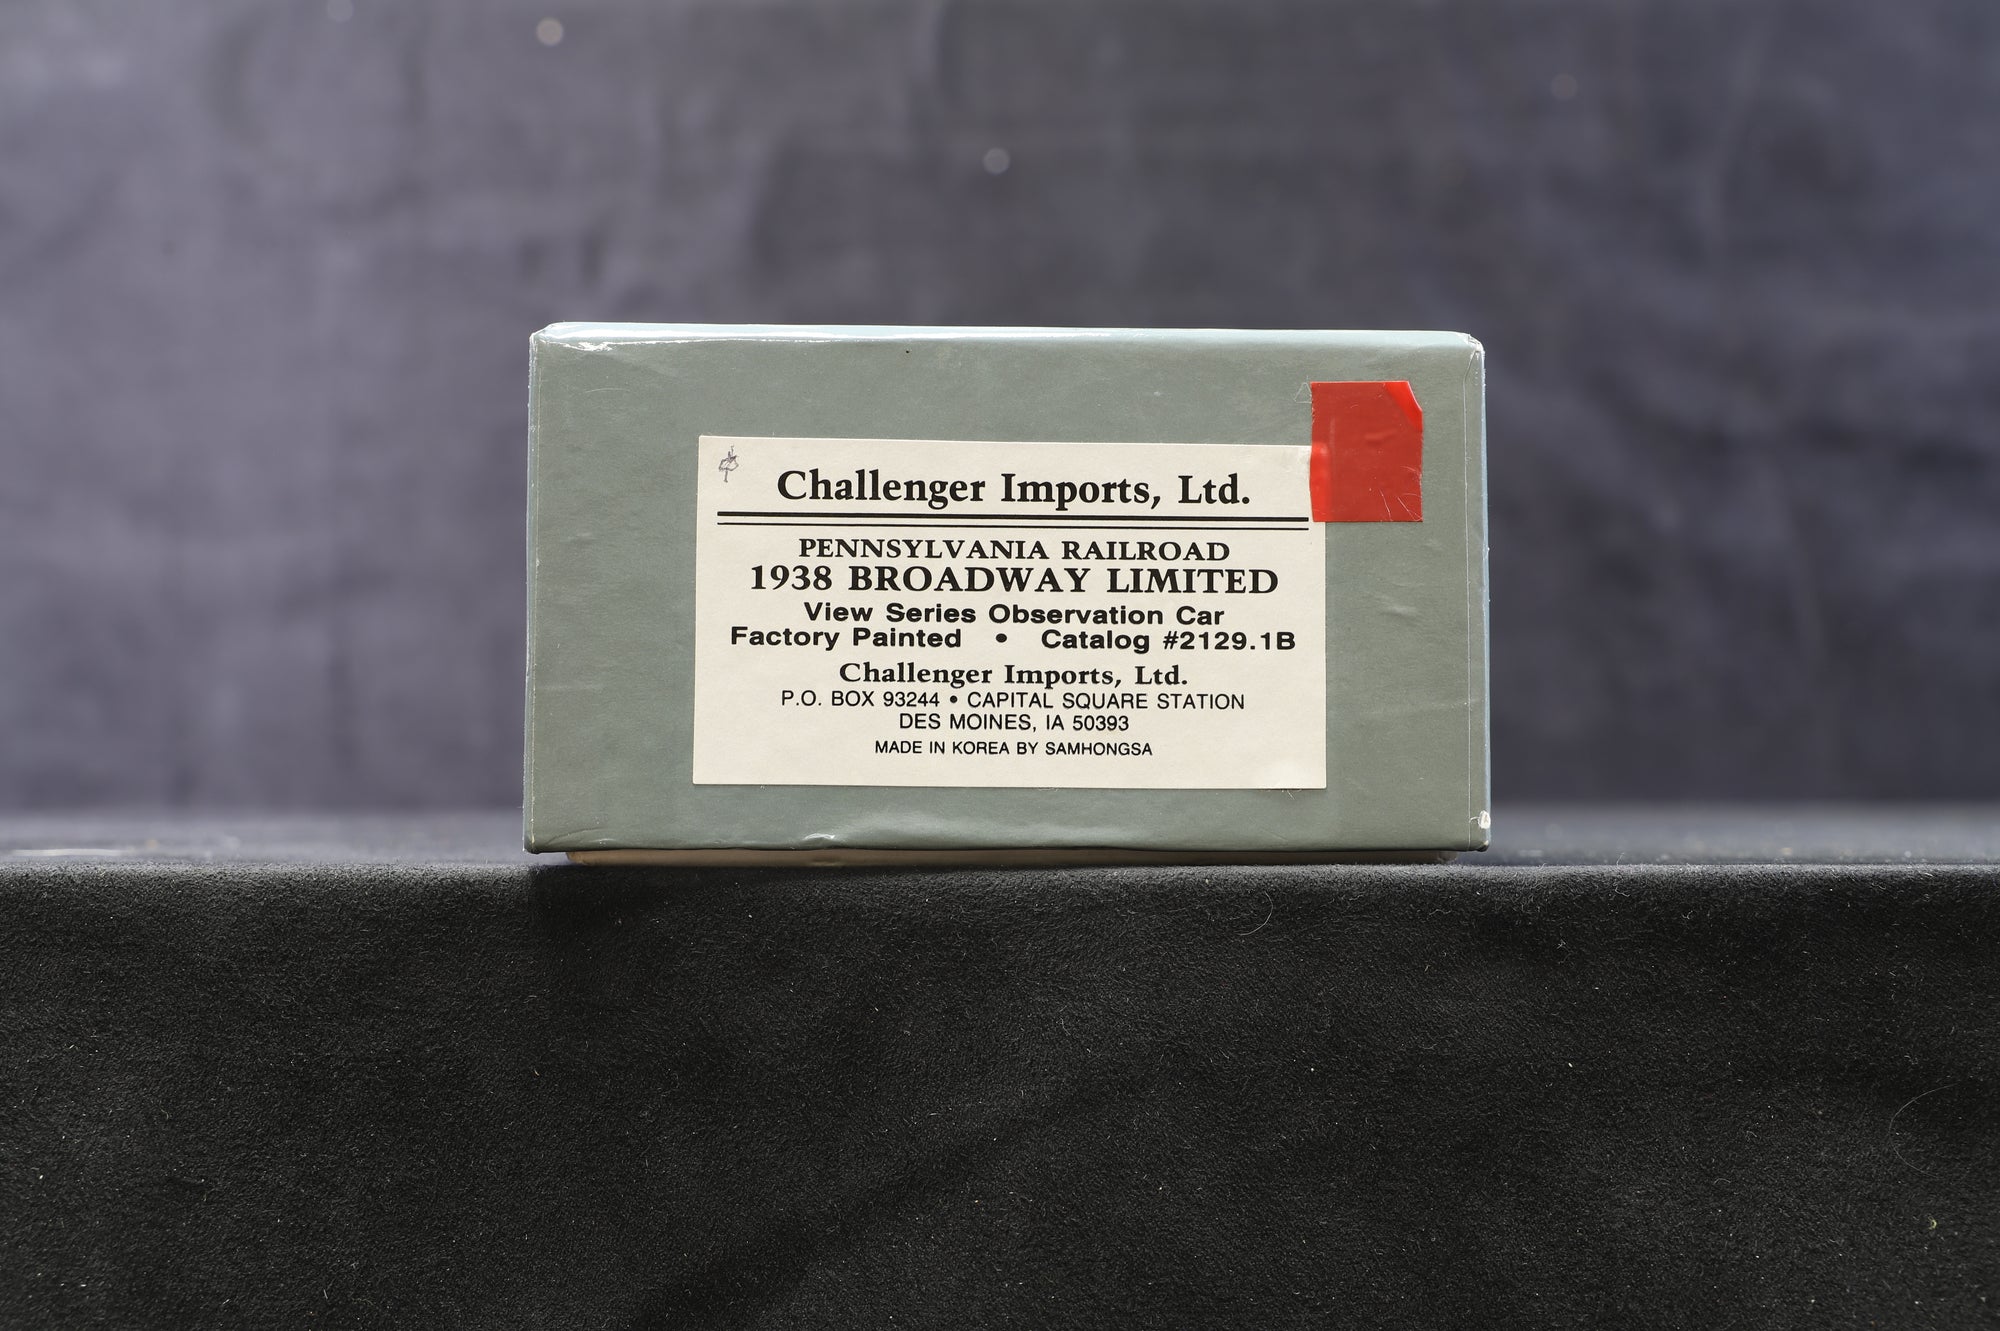 Challenger Imports, Ltd.
PENNSYLVANIA RAILROAD
1938 BROADWAY LIMITED
View Series Observation Car
Factory Painted • Catalog #2129.1B
Challenger Imports, Ltd.
P.O. BOX 93244 • CAPITAL SQUARE STATION
DES MOINES, IA 50393
MADE IN KOREA BY SAMHONGSA